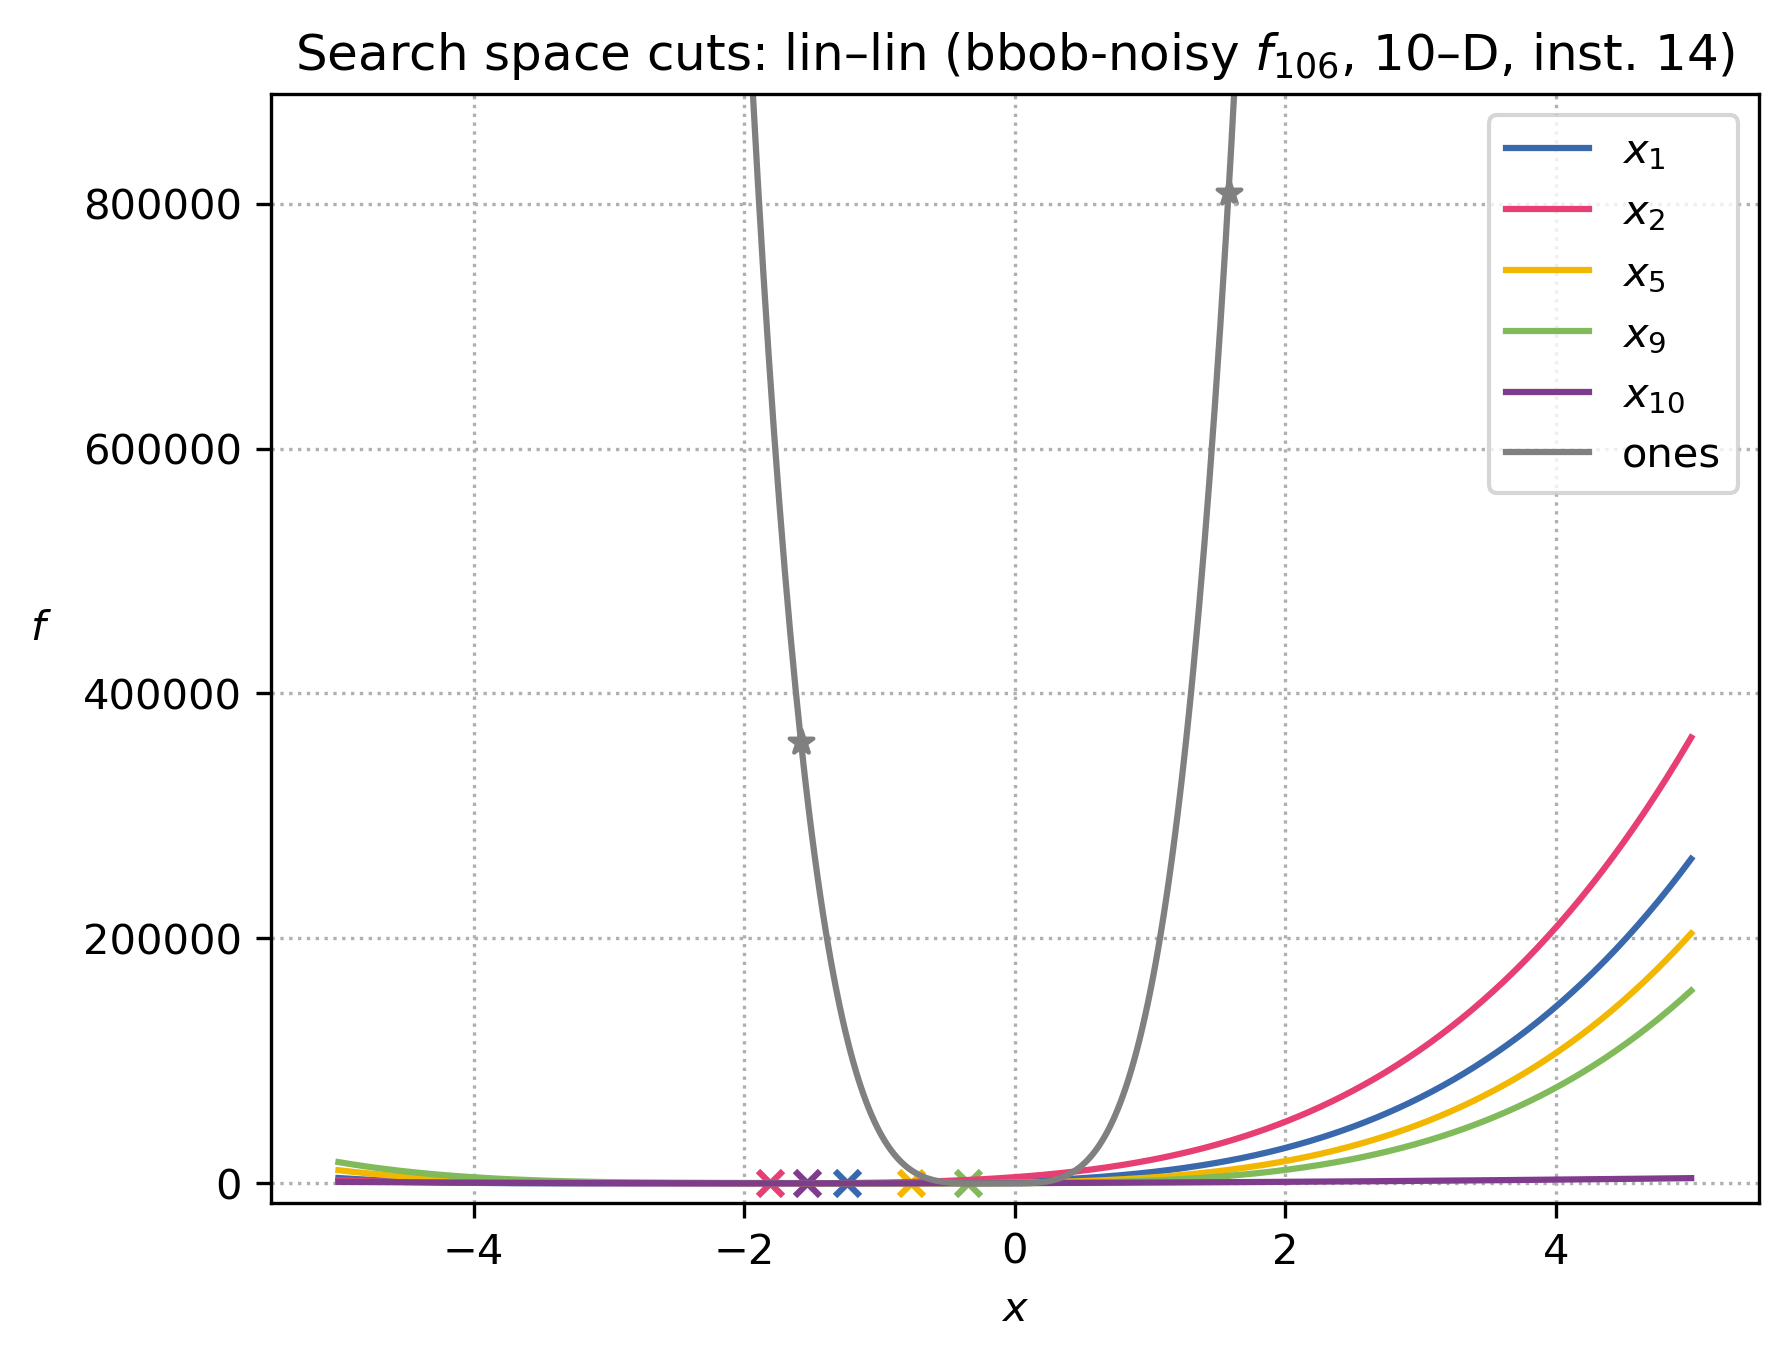 Search space cuts: lin–lin (bbob-noisy f₁₀₆, 10–D, inst. 14)
x₁
x₂
x₅
x₉
x₁₀
ones
800000
600000
400000
200000
0
f
−4 −2 0 2 4
x